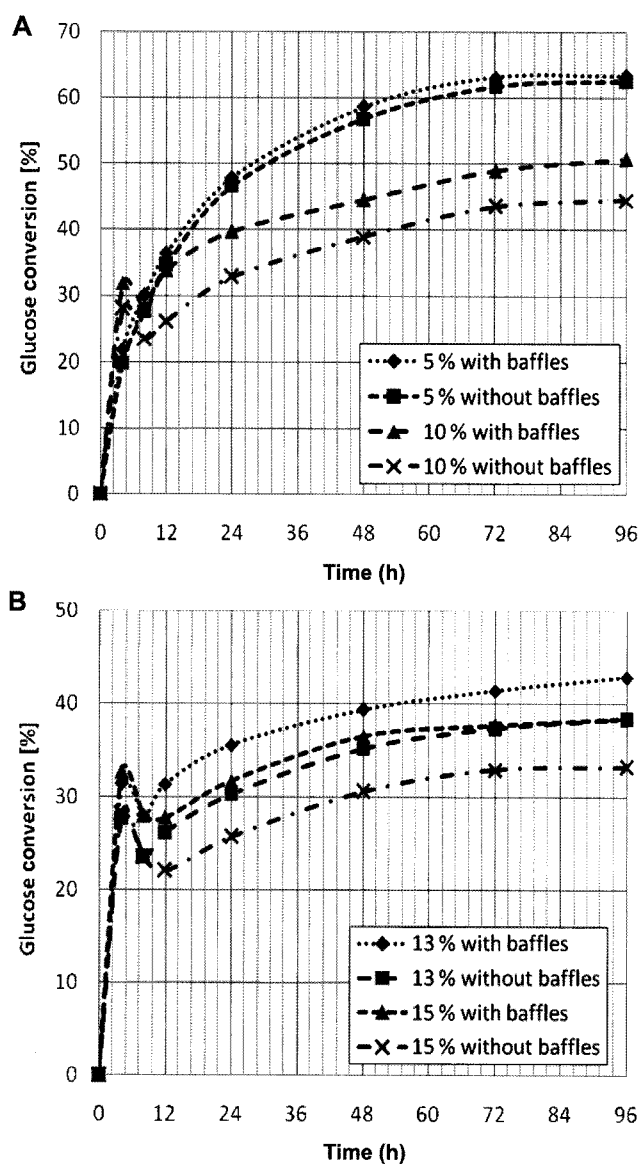 A
70
60
50
40
30
20
10
0
Glucose conversion [%]
5 % with baffles
5 % without baffles
10 % with baffles
10 % without baffles
0 12 24 36 48 60 72 84 96
Time (h)
B
50
40
30
20
10
0
Glucose conversion [%]
13 % with baffles
13 % without baffles
15 % with baffles
15 % without baffles
0 12 24 36 48 60 72 84 96
Time (h)